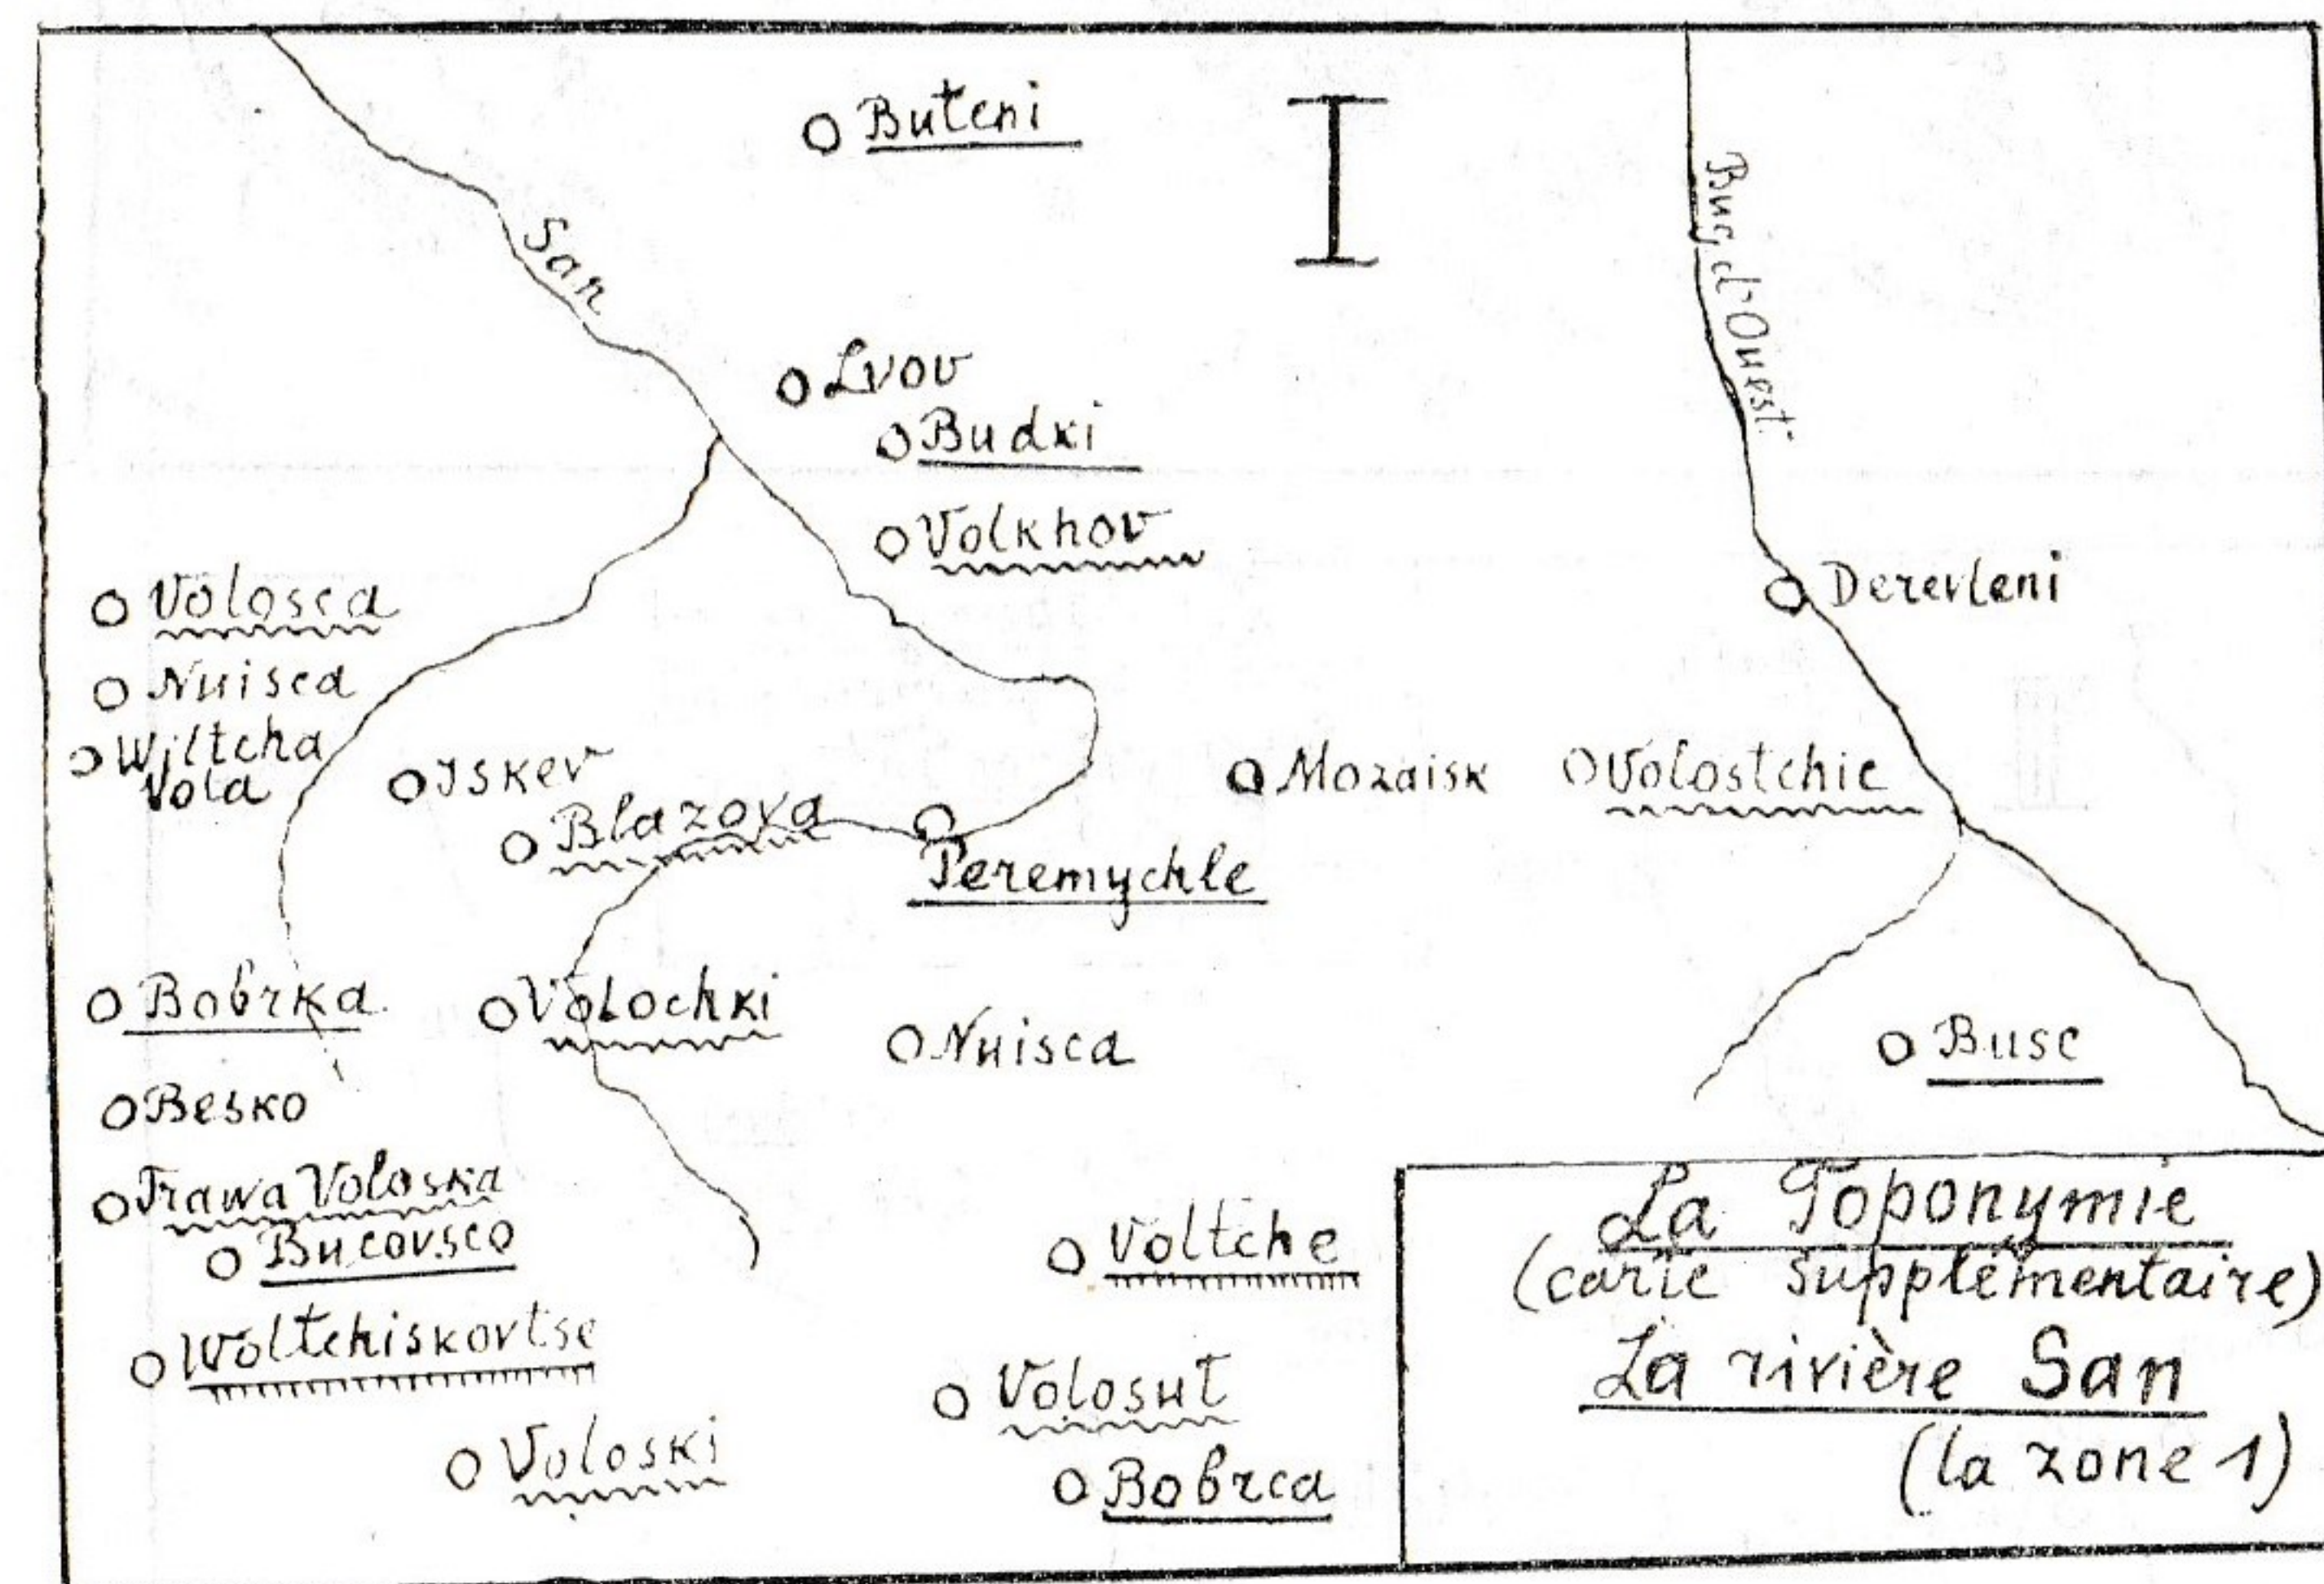 Buteni
I
San
Bug d'Ouest
Lvov
Budki
Volkhov
Volosca
Derevleni
Nuisca
Wiltcha
Vola
Iskev
Mozaisk
Volostchie
Blazova
Peremychle
Bobrka
Volochki
Nuisca
Busc
Besko
Trawa Voloska
Bucovsco
Voltche
Woltchiskovtse
Volosut
Voloski
Bobrca
La Toponymie
(carte supplémentaire)
La rivière San
(la zone 1)